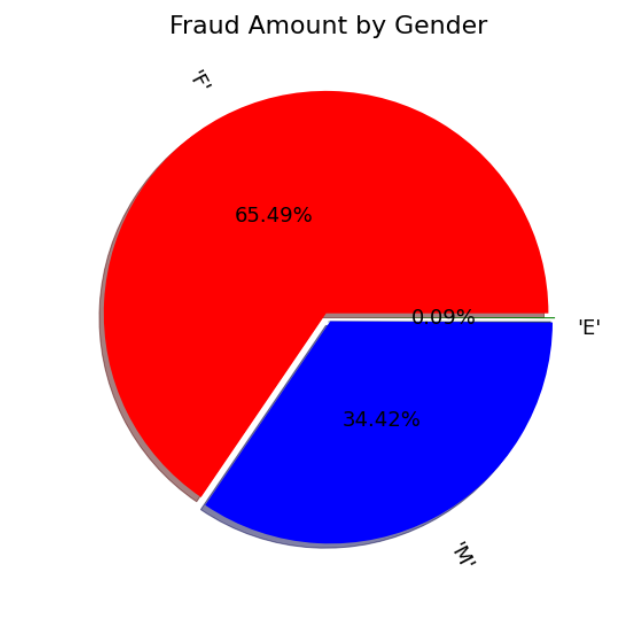 Fraud Amount by Gender
'F'
65.49%
0.09%
'E'
34.42%
'M'